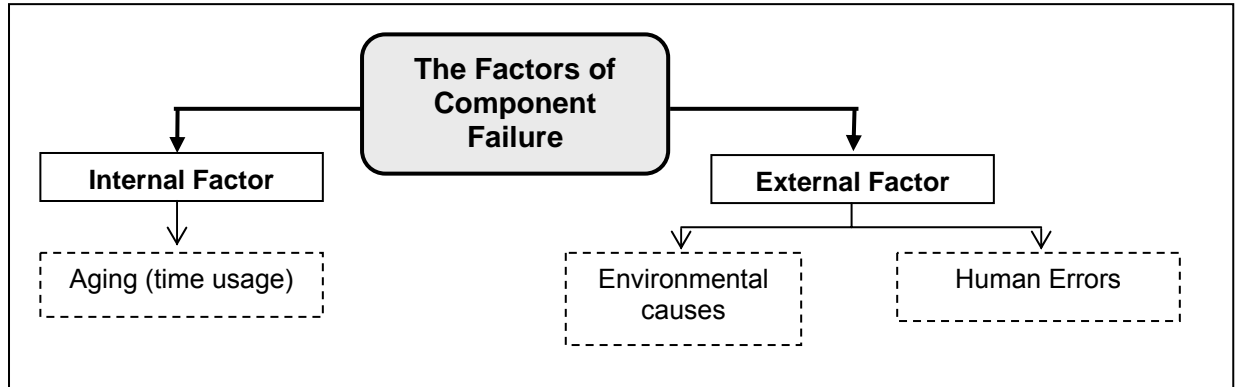 The Factors of
Component
Failure
Internal Factor
External Factor
Aging (time usage)
Environmental
causes
Human Errors